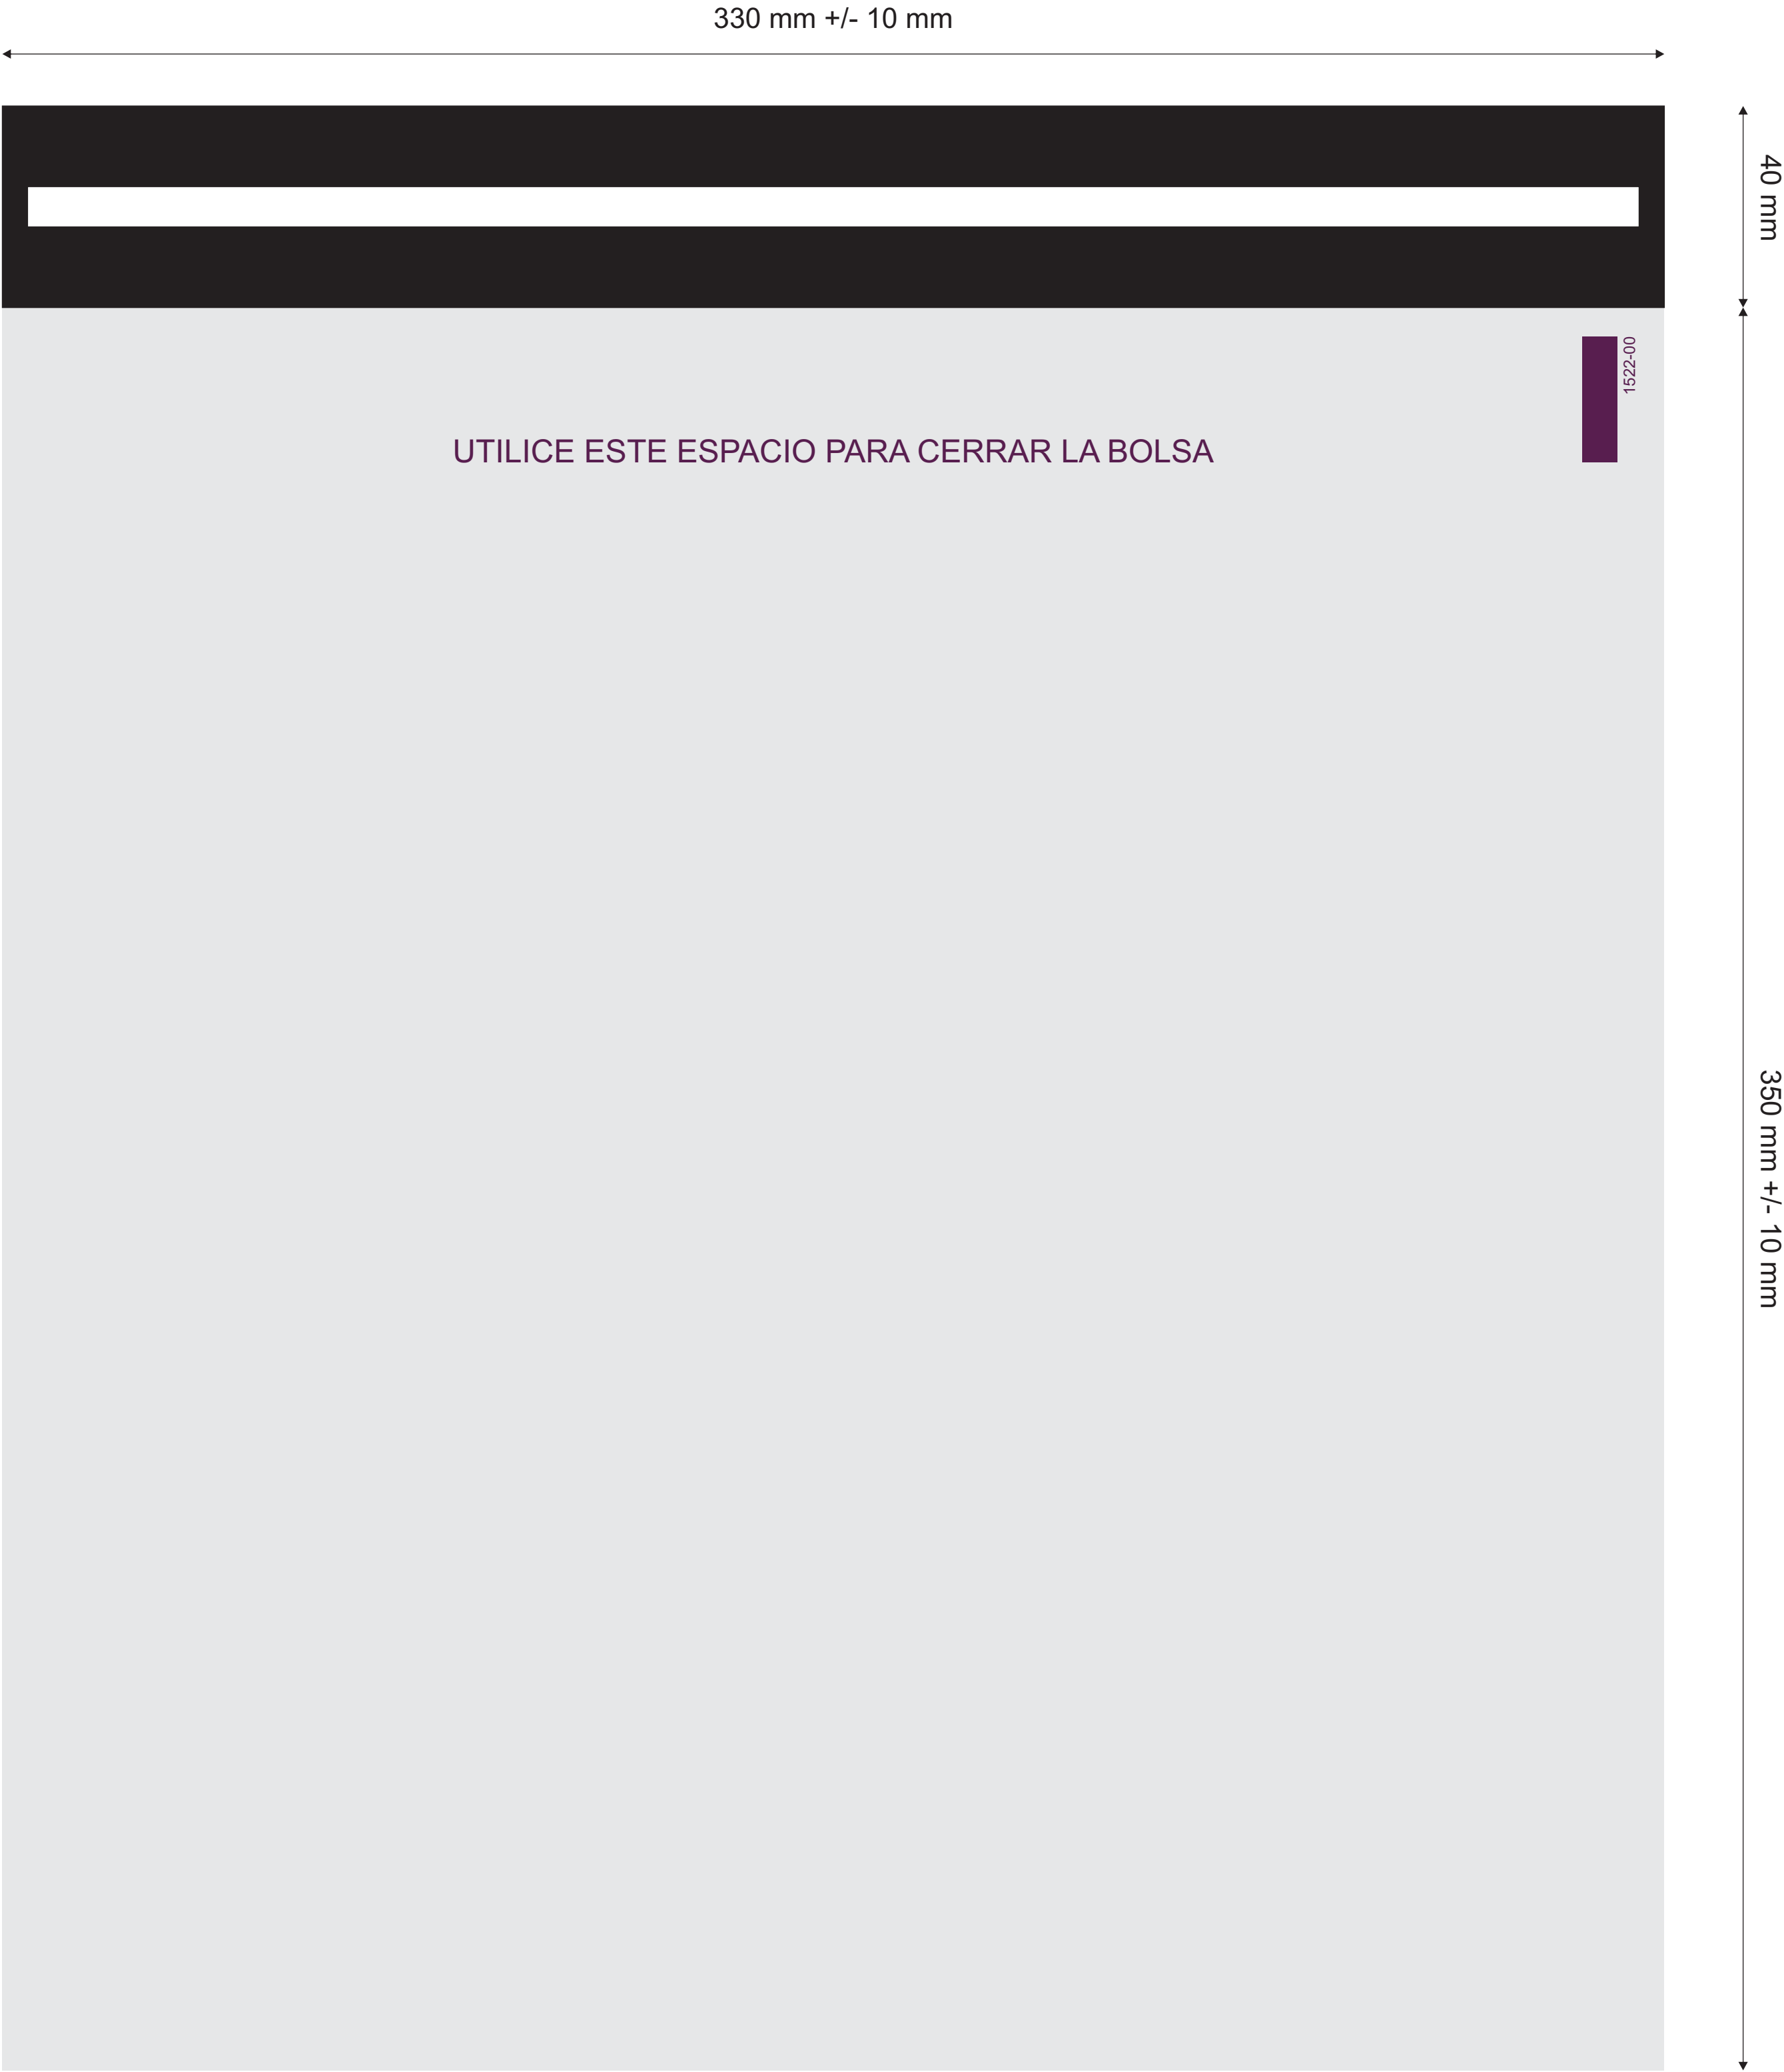 330 mm +/- 10 mm
40 mm
1522-00
UTILICE ESTE ESPACIO PARA CERRAR LA BOLSA
350 mm +/- 10 mm